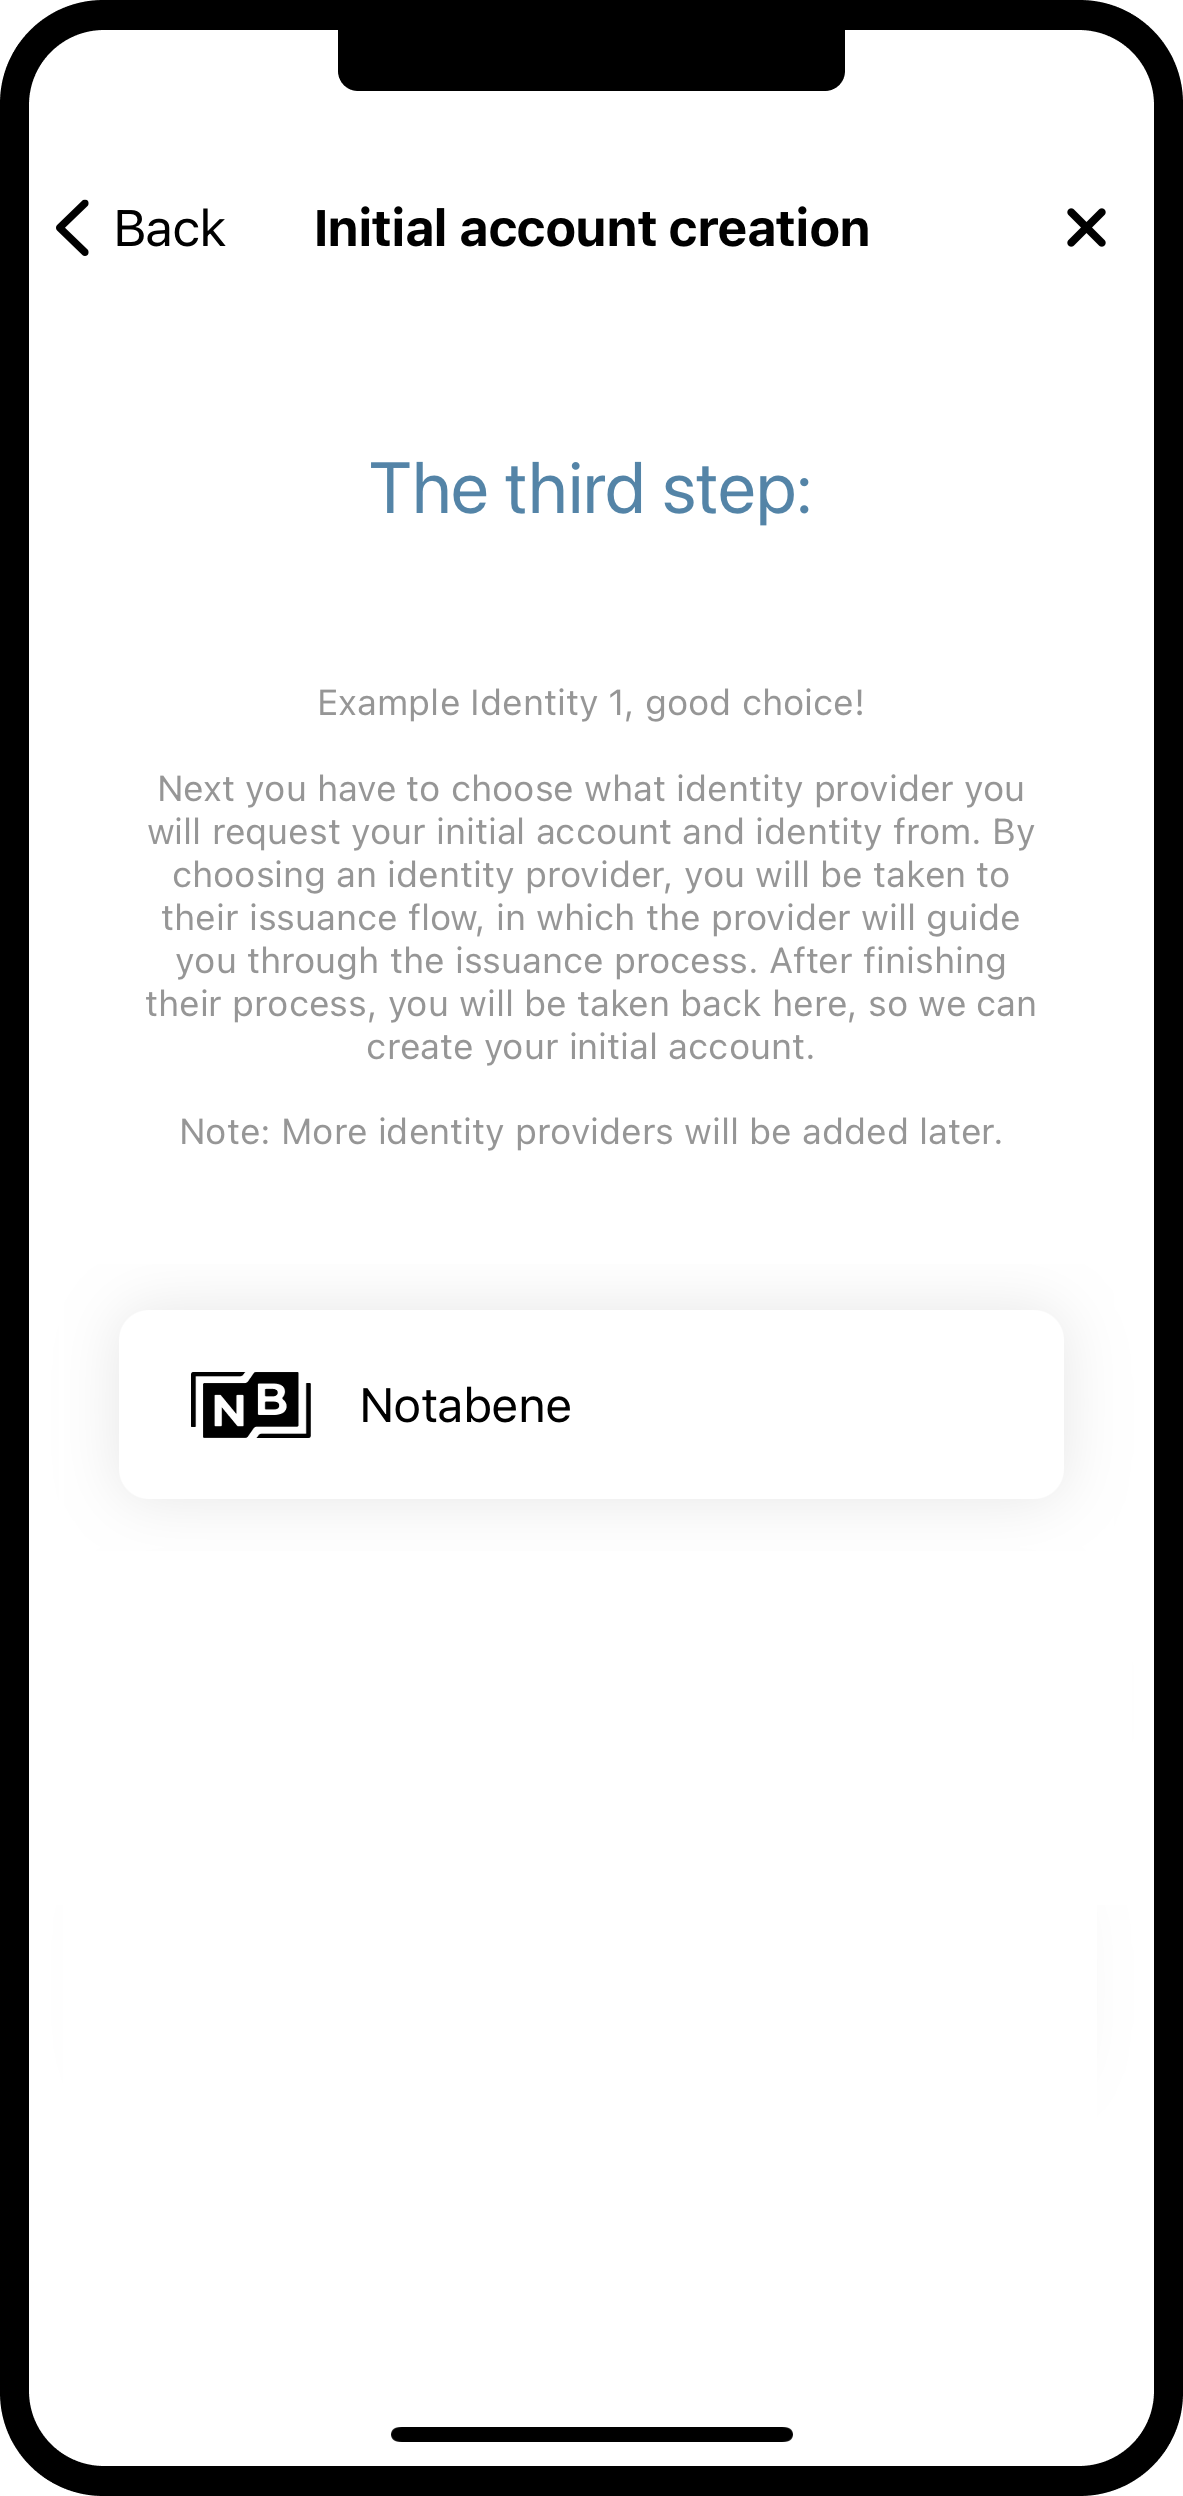 Back Initial account creation
The third step:
Example Identity 1, good choice!
Next you have to choose what identity provider you
will request your initial account and identity from. By
choosing an identity provider, you will be taken to
their issuance flow, in which the provider will guide
you through the issuance process. After finishing
their process, you will be taken back here, so we can
create your initial account.
Note: More identity providers will be added later.
NB Notabene